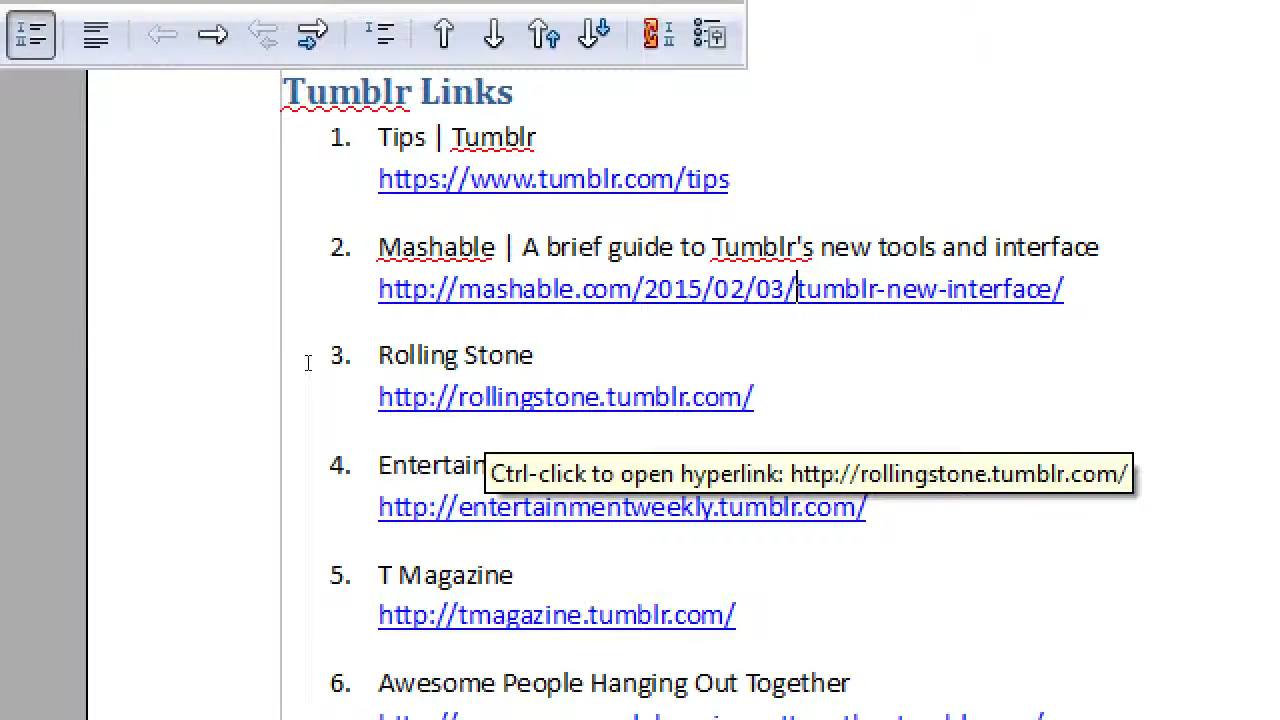 Tumblr Links
1. Tips | Tumblr
https://www.tumblr.com/tips
2. Mashable | A brief guide to Tumblr's new tools and interface
http://mashable.com/2015/02/03/tumblr-new-interface/
3. Rolling Stone
http://rollingstone.tumblr.com/
4. Entertain
Ctrl-click to open hyperlink: http://rollingstone.tumblr.com/
http://entertainmentweekly.tumblr.com/
5. T Magazine
http://tmagazine.tumblr.com/
6. Awesome People Hanging Out Together